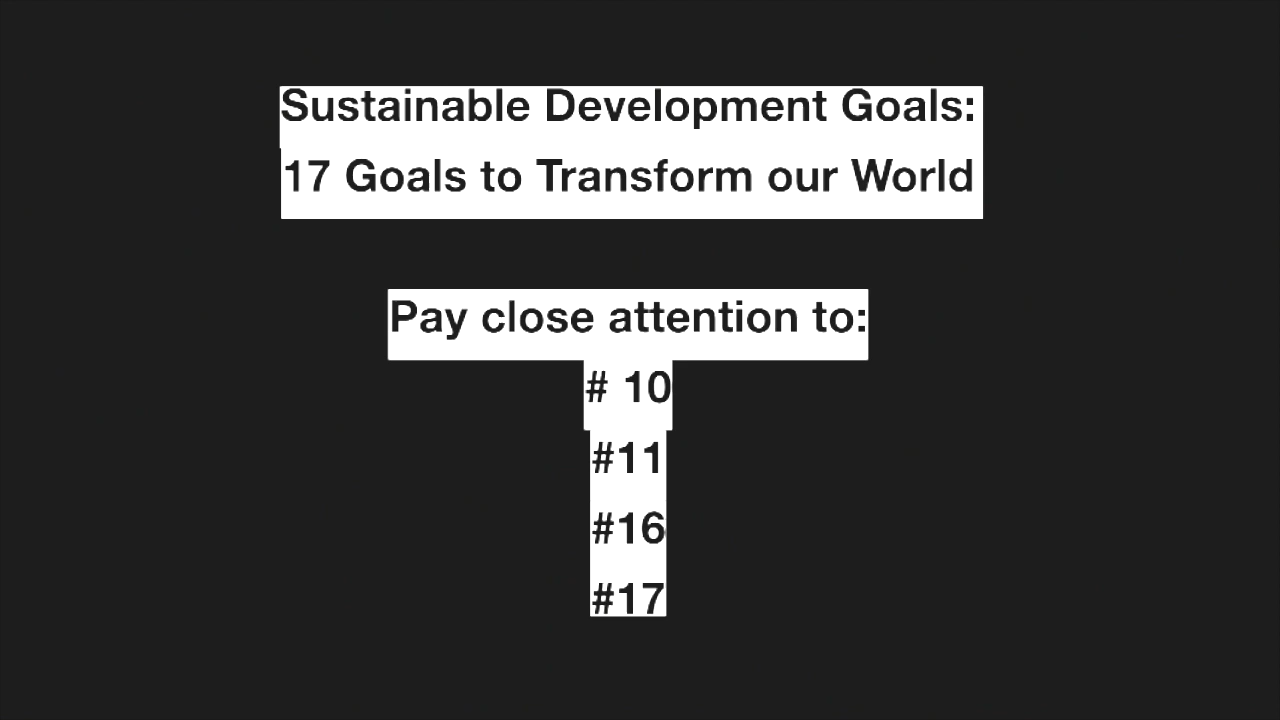 Sustainable Development Goals:
17 Goals to Transform our World
Pay close attention to:
# 10
#11
#16
#17